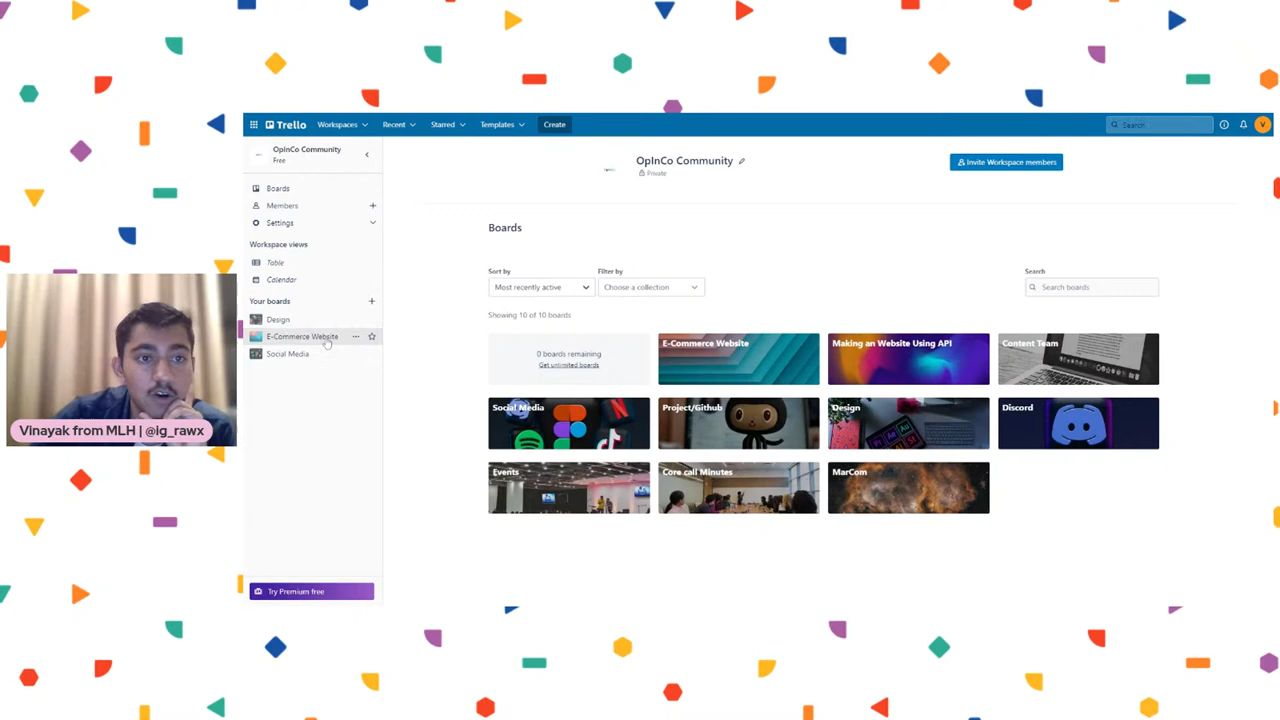 Trello
Workspaces
Recent
Starred
Templates
Create
Search
V
OpInCo Community
Free
Boards
Members
Settings
Workspace views
Table
Calendar
Your boards
Design
E-Commerce Website
Social Media
Try Premium free
OpInCo Community
Private
Invite Workspace members
Boards
Sort by
Filter by
Search
Most recently active
Choose a collection
Search boards
Showing 10 of 10 boards
0 boards remaining
Get unlimited boards
E-Commerce Website
Making an Website Using API
Content Team
Social Media
Project/Github
Design
Discord
Events
Core call Minutes
MarCom
Vinayak from MLH | @ig_rawx